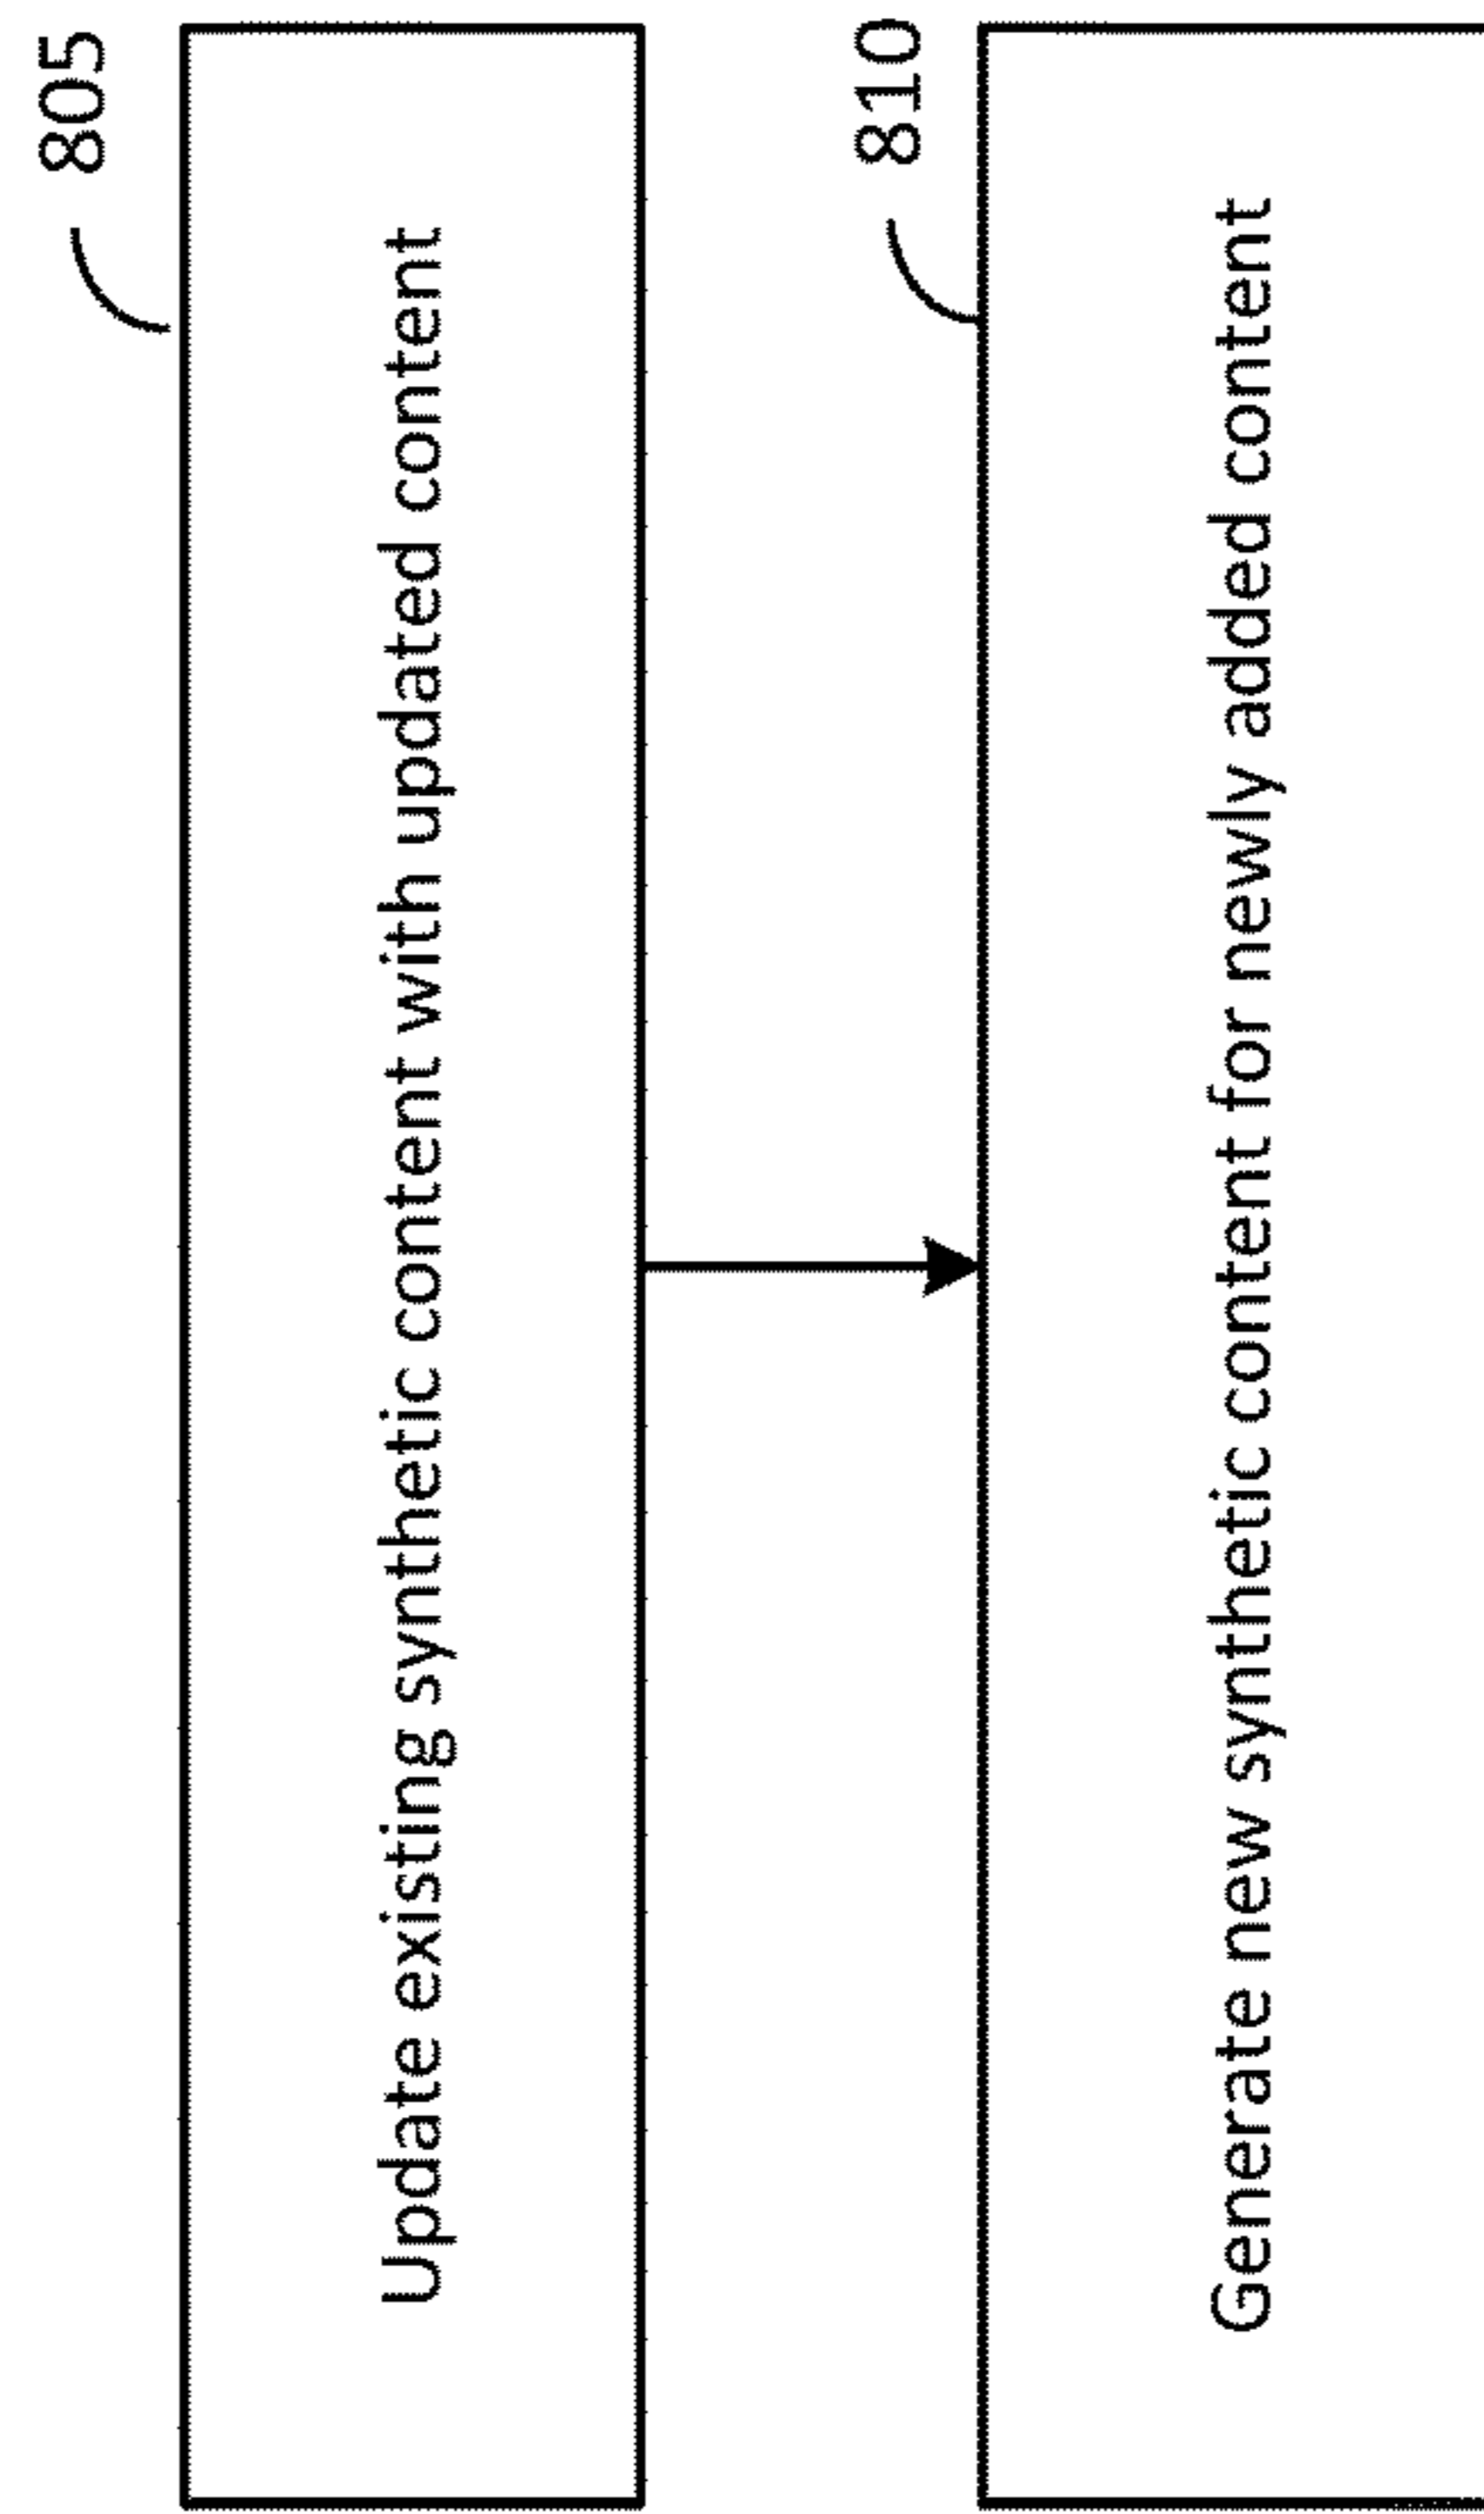 805
Update existing synthetic content with updated content
810
Generate new synthetic content for newly added content